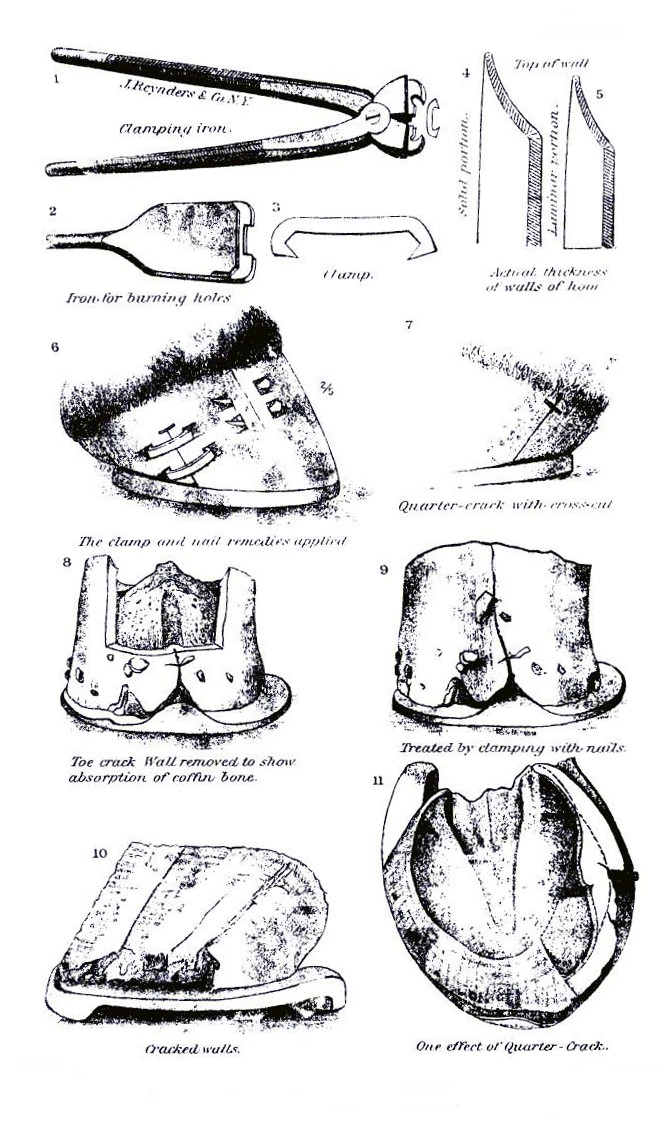 1
J. Reynders & Co. N.Y.
Clamping iron.
4
Top of wall
5
Solid portion.
Laminar portion.
Actual thickness
of walls of hoof
2
3
Iron for burning holes
Clamp.
6
2/5
7
The clamp and nail remedies applied
Quarter-crack with cross-cut
8
Toe crack Wall removed to show
absorption of coffin bone.
9
Treated by clamping with nails.
10
Cracked walls.
11
One effect of Quarter-Crack.